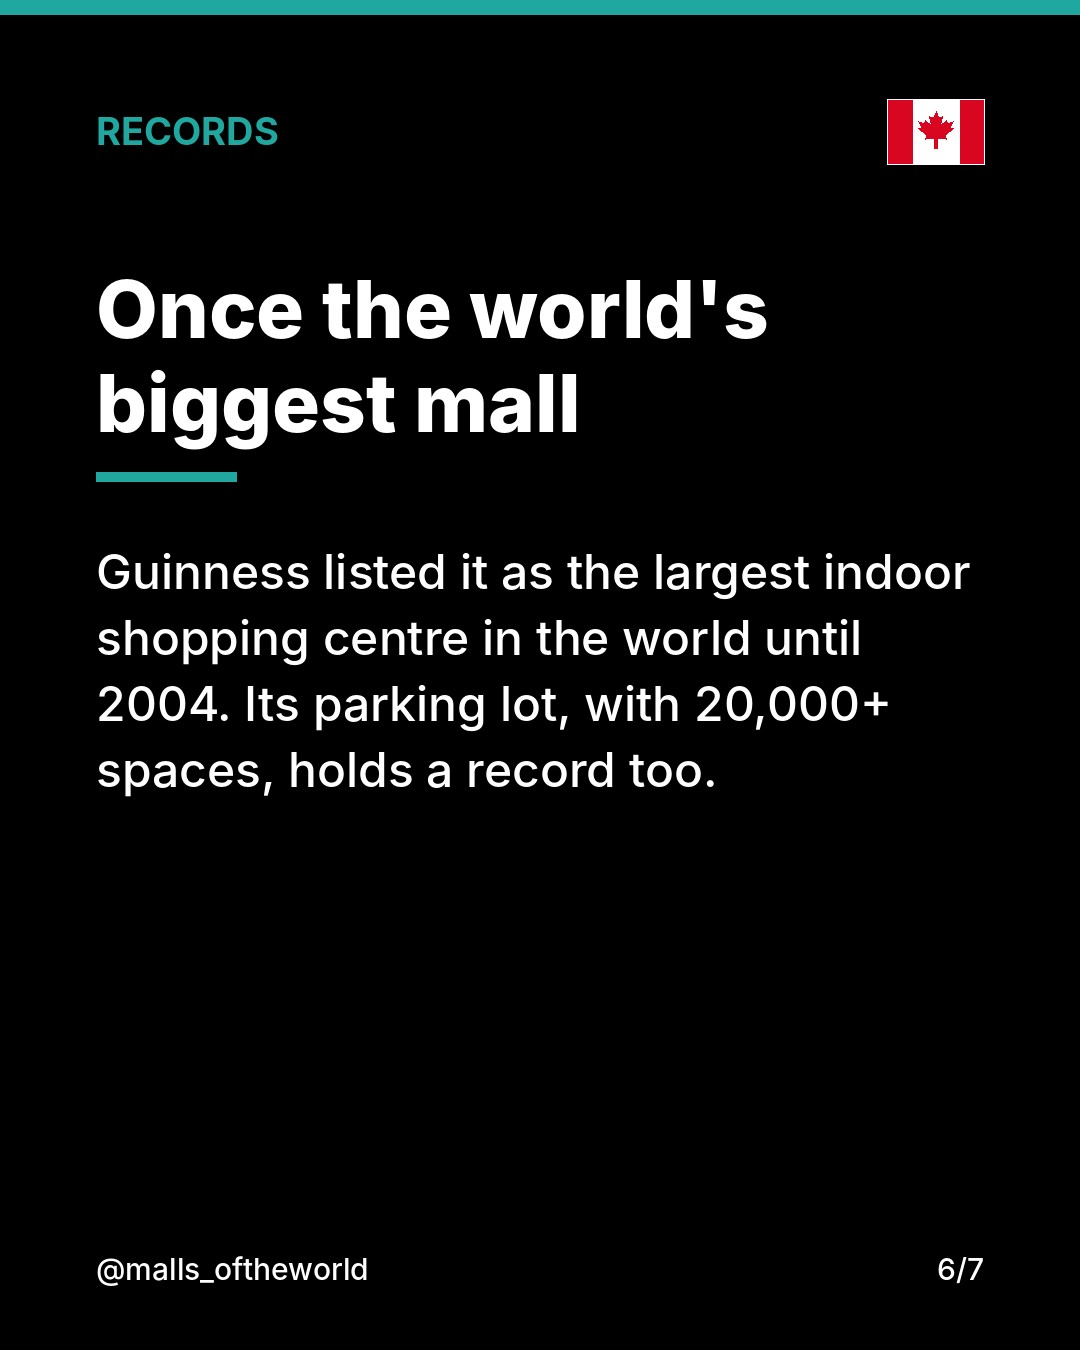 RECORDS
Once the world's
biggest mall
Guinness listed it as the largest indoor
shopping centre in the world until
2004. Its parking lot, with 20,000+
spaces, holds a record too.
@malls_oftheworld
6/7